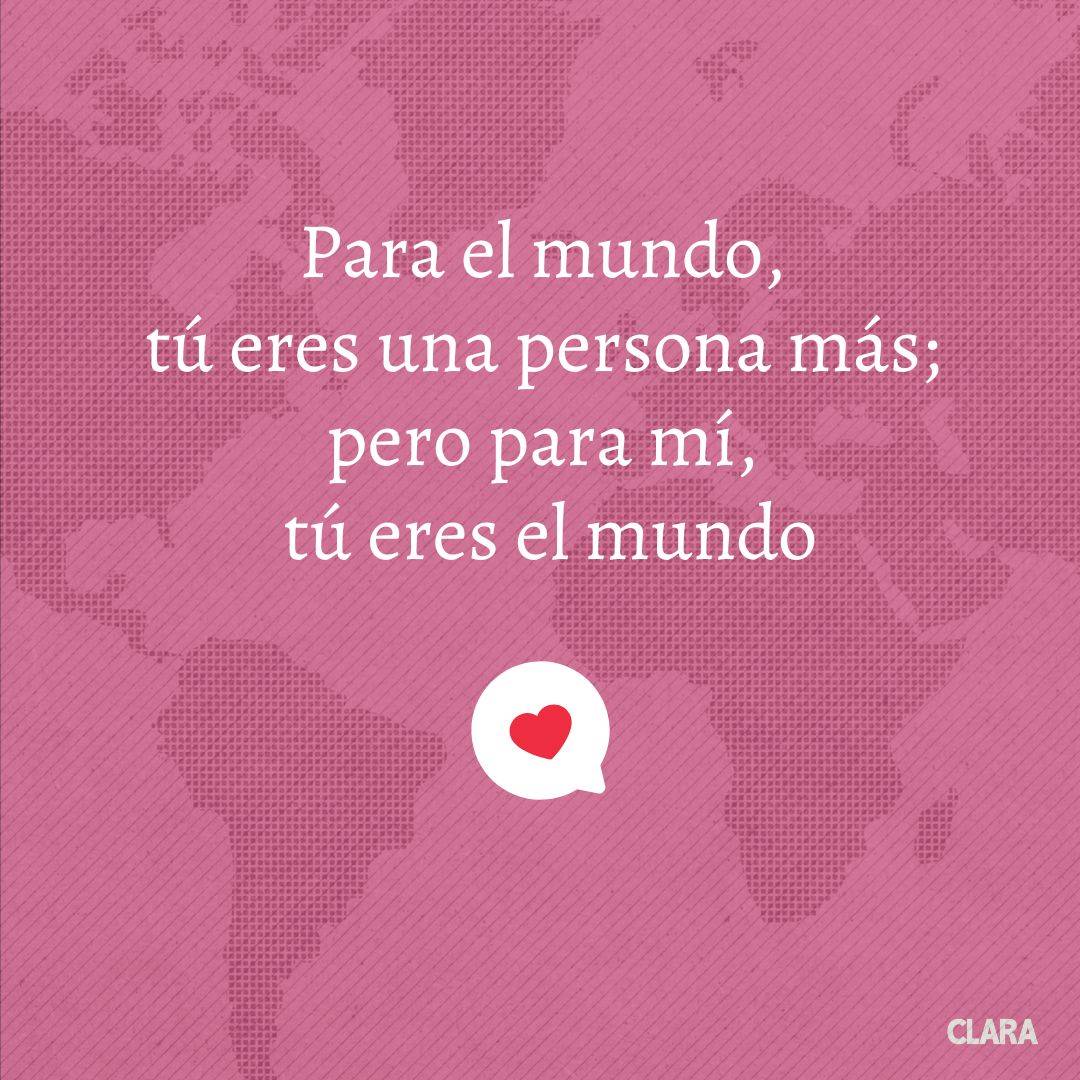 Para el mundo,
tú eres una persona más;
pero para mí,
tú eres el mundo
CLARA